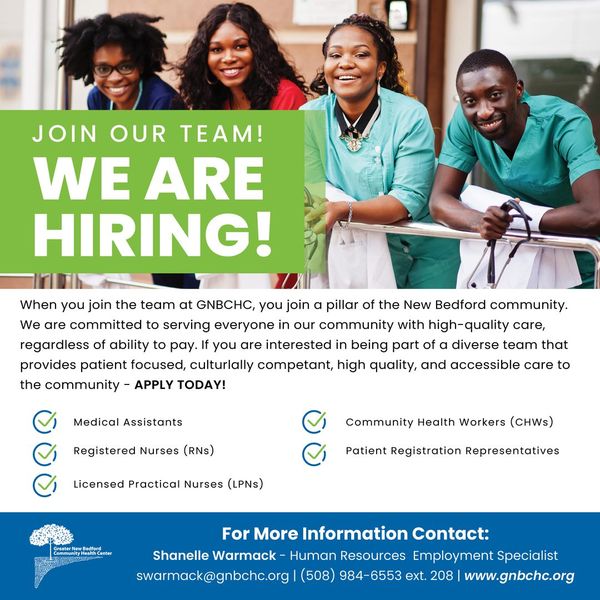 JOIN OUR TEAM!
WE ARE
HIRING!
When you join the team at GNBCHC, you join a pillar of the New Bedford community.
We are committed to serving everyone in our community with high-quality care,
regardless of ability to pay. If you are interested in being part of a diverse team that
provides patient focused, culturlally competant, high quality, and accessible care to
the community - APPLY TODAY!
Medical Assistants
Registered Nurses (RNs)
Licensed Practical Nurses (LPNs)
Community Health Workers (CHWs)
Patient Registration Representatives
Greater New Bedford
Community Health Center
For More Information Contact:
Shanelle Warmack - Human Resources Employment Specialist
swarmack@gnbchc.org | (508) 984-6553 ext. 208 | www.gnbchc.org